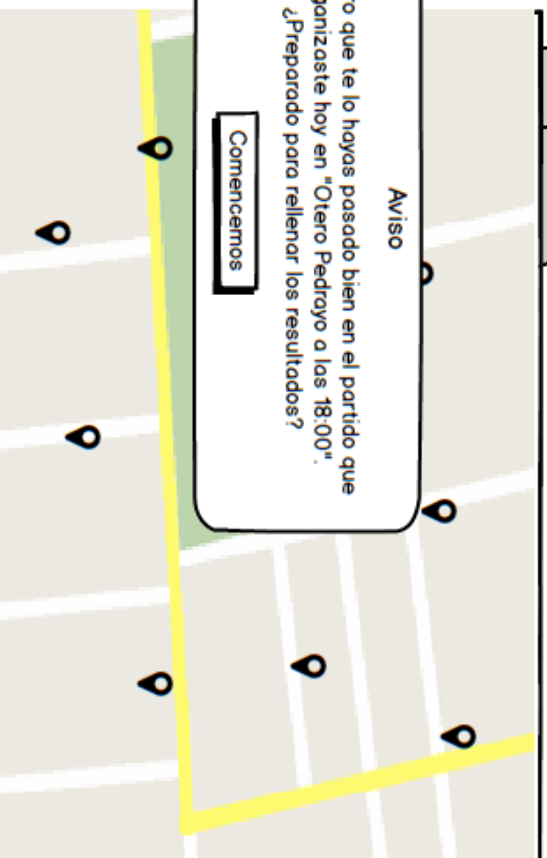 Aviso
ro que te lo hayas pasado bien en el partido que
ganizaste hoy en "Otero Pedrayo a las 18:00".
¿Preparado para rellenar los resultados?
Comencemos